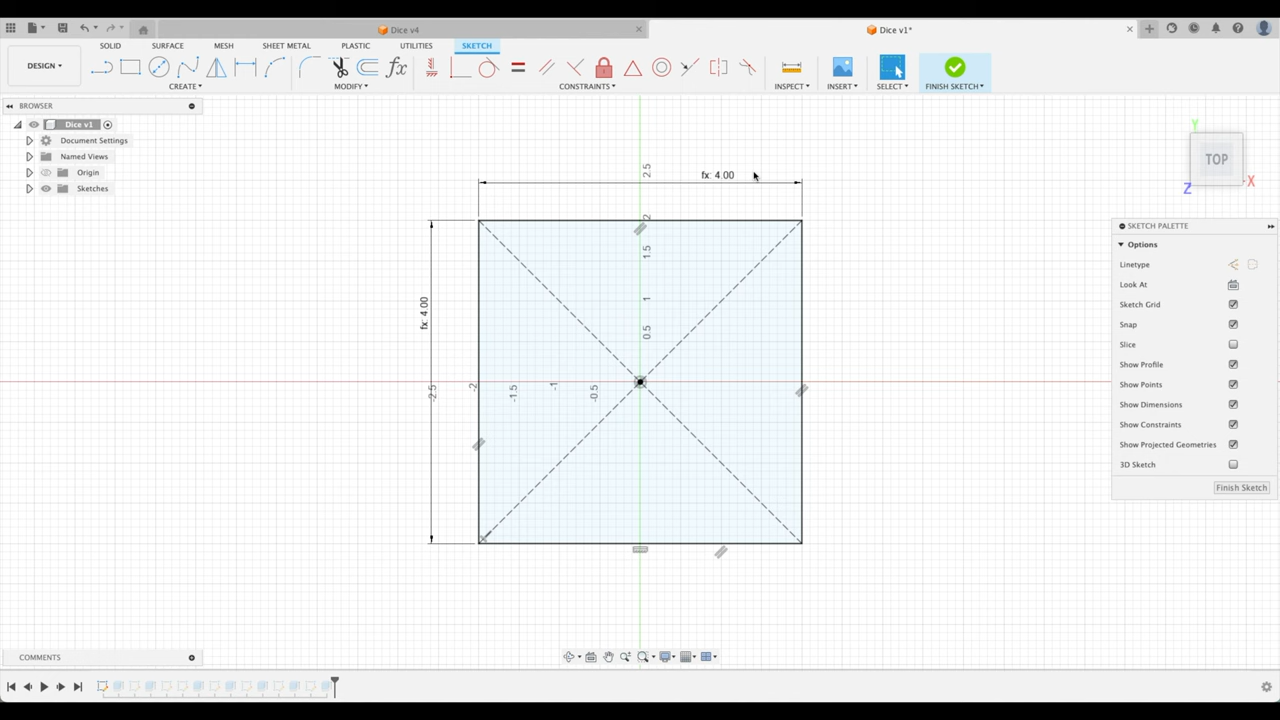 Dice v4
Dice v1*
SOLID SURFACE MESH SHEET METAL PLASTIC UTILITIES SKETCH
DESIGN
fx
CREATE MODIFY CONSTRAINTS INSPECT INSERT SELECT FINISH SKETCH
BROWSER
Dice v1
Document Settings
Named Views
Origin
Sketches
Y
TOP
X
Z
2.5
fx: 4.00
2
1.5
1
0.5
fx: 4.00
-2.5
-2
-1.5
-1
-0.5
SKETCH PALETTE
Options
Linetype
Look At
Sketch Grid
Snap
Slice
Show Profile
Show Points
Show Dimensions
Show Constraints
Show Projected Geometries
3D Sketch
Finish Sketch
COMMENTS